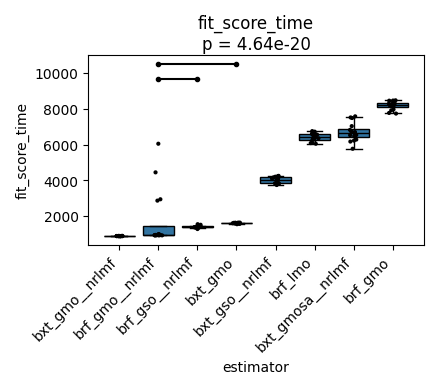 fit_score_time
p = 4.64e-20
fit_score_time
10000
8000
6000
4000
2000
bxt_gmo__nrlmf
brf_gmo__nrlmf
brf_gso__nrlmf
bxt_gmo
bxt_gso__nrlmf
brf_lmo
bxt_gmosa__nrlmf
brf_gmo
estimator